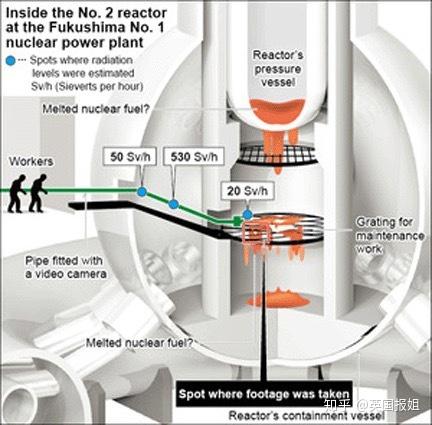 Inside the No. 2 reactor
at the Fukushima No. 1
nuclear power plant
··· Spots where radiation
levels were estimated
Sv/h (Sieverts per hour)
Reactor's
pressure
vessel
Melted nuclear fuel?
Workers
50 Sv/h
530 Sv/h
20 Sv/h
Grating for
maintenance
work
Pipe fitted with
a video camera
Melted nuclear fuel?
Spot where footage was taken
Reactor's containment vessel
知乎 @英国报姐